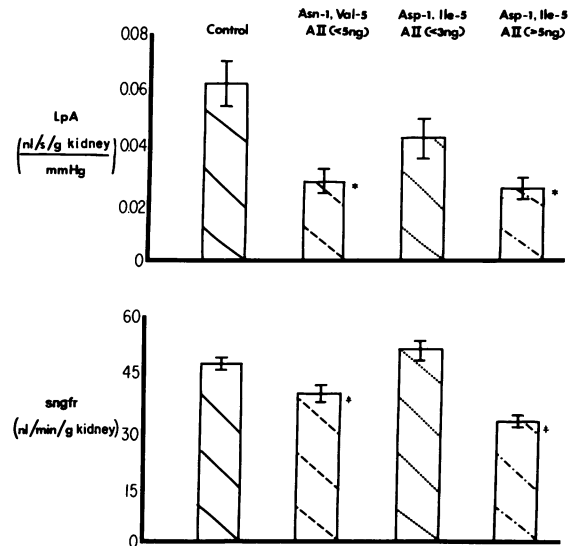 Control
Asn-1, Val-5
A II (<5ng)
Asp-1, Ile-5
A II (<3ng)
Asp-1, Ile-5
A II (>5ng)
0.08
0.06
0.04
0.02
0
LpA
(nl/s/g kidney
mmHg)
*
*
60
45
30
15
0
sngfr
(nl/min/g kidney)
*
*